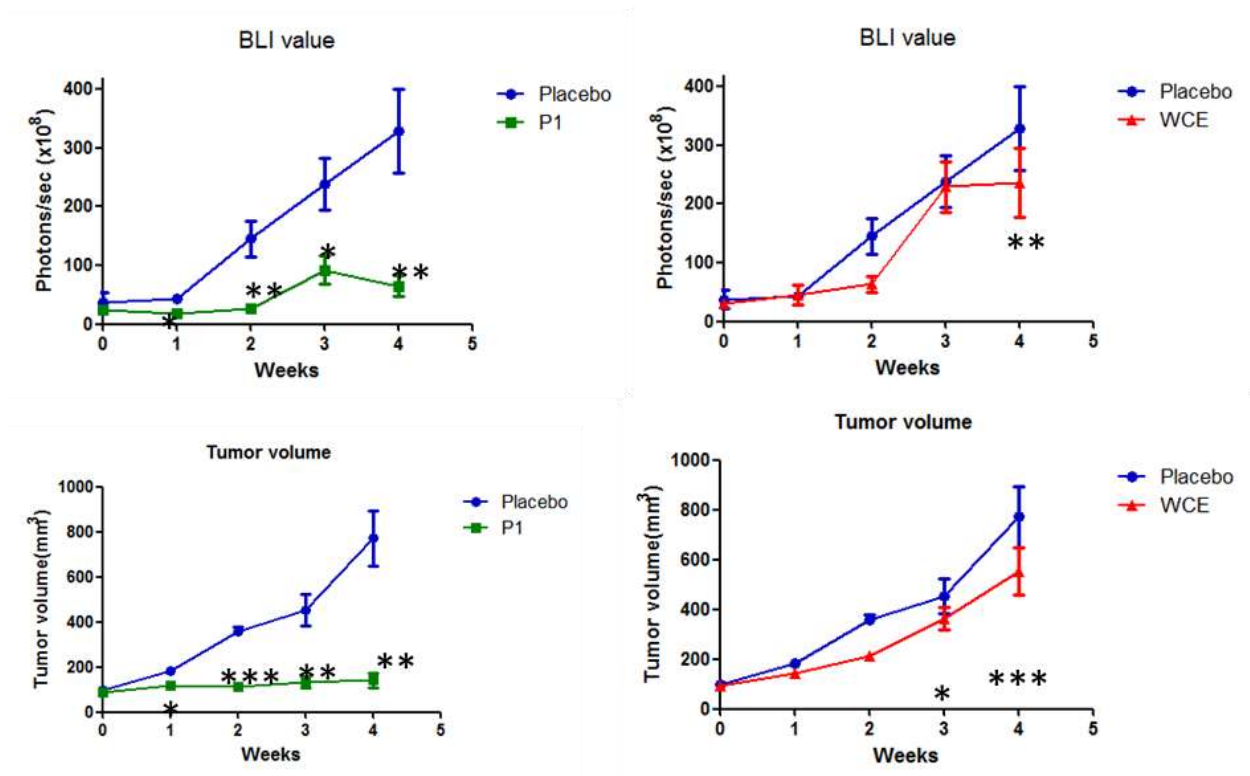 BLI value
Photons/sec (x10⁸)
400
300
200
100
0
0 1 2 3 4 5
Weeks
Placebo
P1
*
**
*
**
BLI value
Photons/sec (x10⁸)
400
300
200
100
0
0 1 2 3 4 5
Weeks
Placebo
WCE
**
Tumor volume
Tumor volume(mm³)
1000
800
600
400
200
0
0 1 2 3 4 5
Weeks
Placebo
P1
*
***
**
**
Tumor volume
Tumor volume(mm³)
1000
800
600
400
200
0
0 1 2 3 4 5
Weeks
Placebo
WCE
*
***